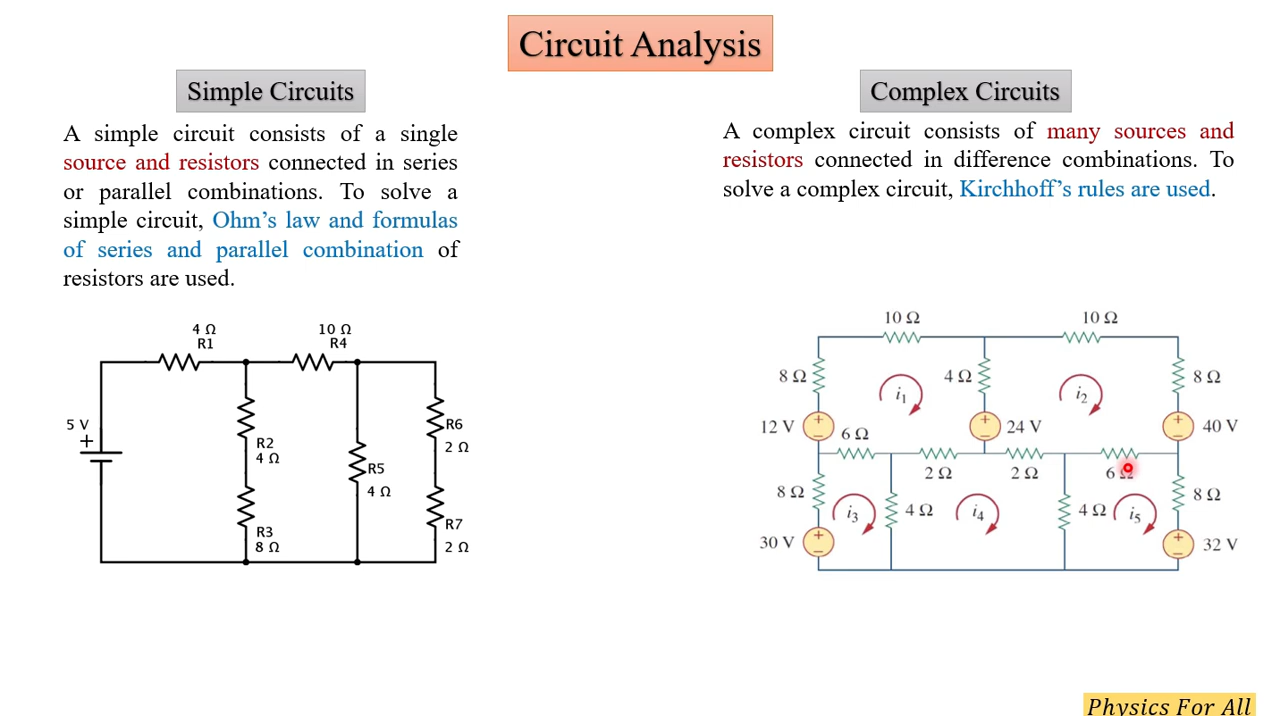 Circuit Analysis
Simple Circuits
A simple circuit consists of a single
source and resistors connected in series
or parallel combinations. To solve a
simple circuit, Ohm’s law and formulas
of series and parallel combination of
resistors are used.
4 Ω
R1
10 Ω
R4
5 V
+
R2
4 Ω
R3
8 Ω
R5
4 Ω
R6
2 Ω
R7
2 Ω
Complex Circuits
A complex circuit consists of many sources and
resistors connected in difference combinations. To
solve a complex circuit, Kirchhoff’s rules are used.
10 Ω
10 Ω
8 Ω
4 Ω
8 Ω
i1
i2
12 V
+
−
24 V
+
−
40 V
+
−
6 Ω
2 Ω
2 Ω
6 Ω
8 Ω
4 Ω
4 Ω
8 Ω
i3
i4
i5
30 V
+
−
32 V
+
−
Physics For All